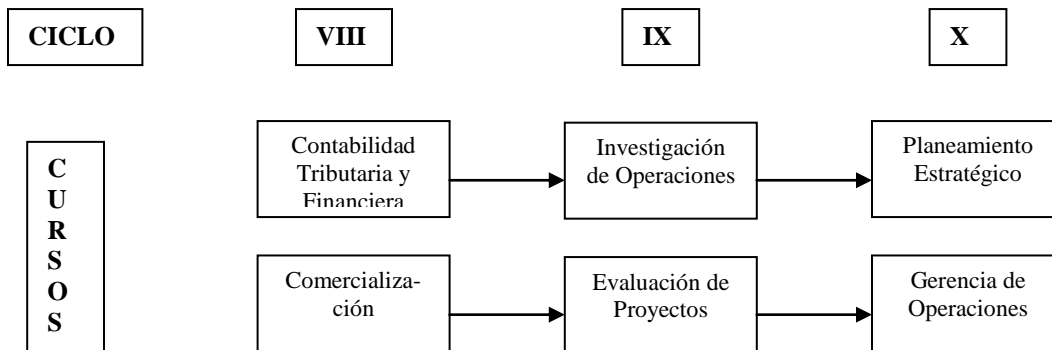 CICLO
VIII
IX
X
C
U
R
S
O
S
Contabilidad
Tributaria y
Financiera
Investigación
de Operaciones
Planeamiento
Estratégico
Comercializa-
ción
Evaluación de
Proyectos
Gerencia de
Operaciones